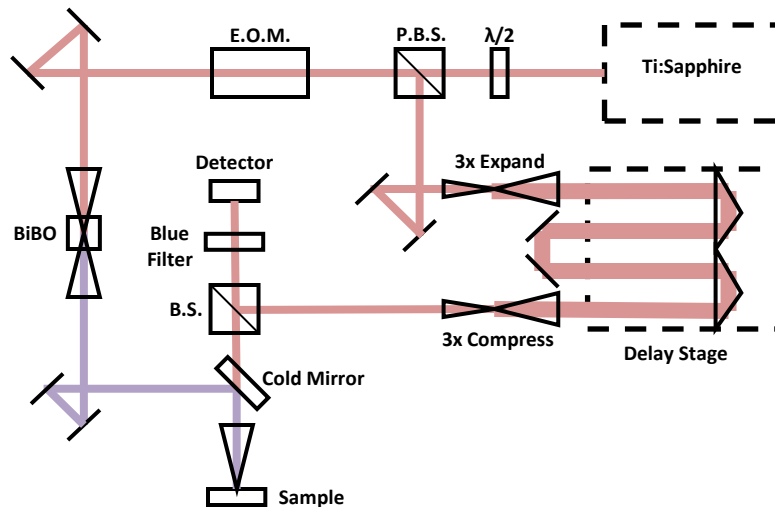 E.O.M.
P.B.S.
λ/2
Ti:Sapphire
Detector
3x Expand
BiBO
Blue
Filter
B.S.
3x Compress
Delay Stage
Cold Mirror
Sample